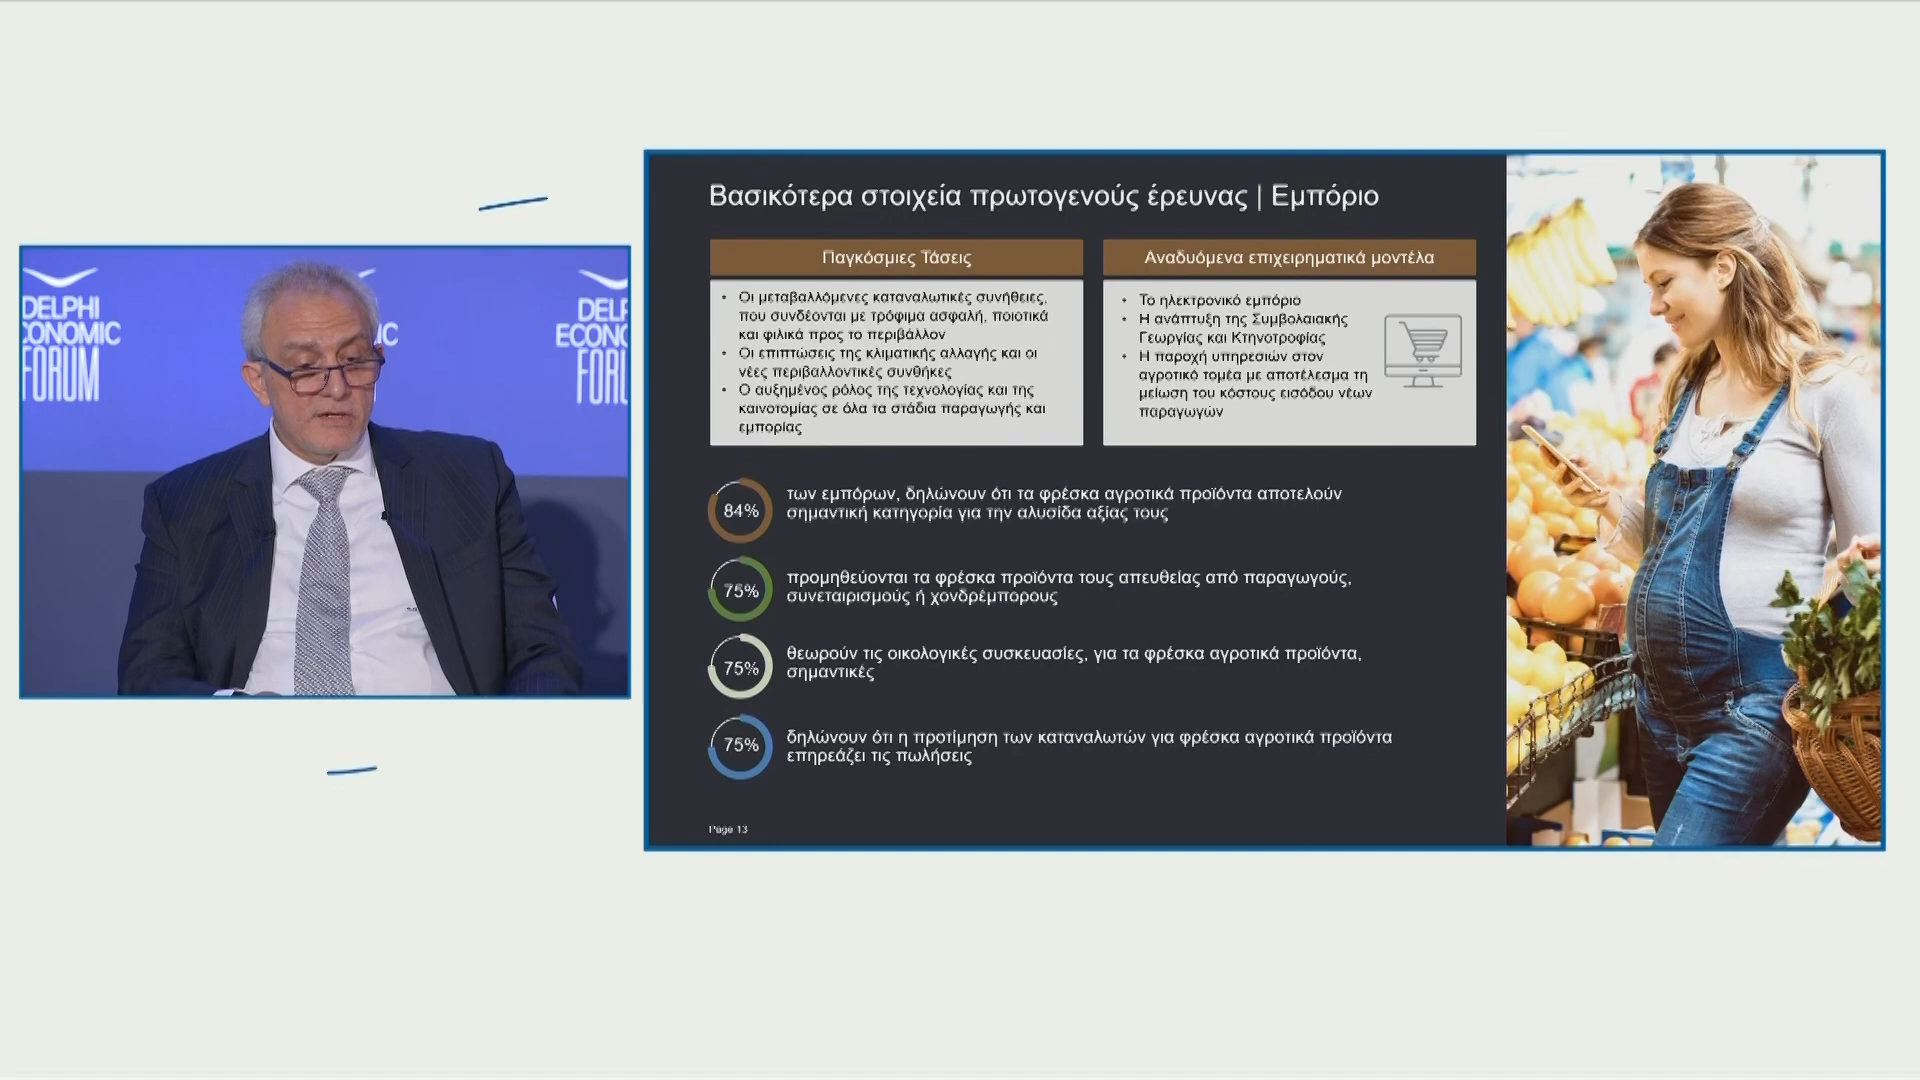 DELPHI
ECONOMIC
FORUM
Βασικότερα στοιχεία πρωτογενούς έρευνας | Εμπόριο
Παγκόσμιες Τάσεις
• Οι μεταβαλλόμενες καταναλωτικές συνήθειες,
που συνδέονται με τρόφιμα ασφαλή, ποιοτικά
και φιλικά προς το περιβάλλον
• Οι επιπτώσεις της κλιματικής αλλαγής και οι
νέες περιβαλλοντικές συνθήκες
• Ο αυξημένος ρόλος της τεχνολογίας και της
καινοτομίας σε όλα τα στάδια παραγωγής και
εμπορίας
Αναδυόμενα επιχειρηματικά μοντέλα
• Το ηλεκτρονικό εμπόριο
• Η ανάπτυξη της Συμβολαιακής
Γεωργίας και Κτηνοτροφίας
• Η παροχή υπηρεσιών στον
αγροτικό τομέα με αποτέλεσμα τη
μείωση του κόστους εισόδου νέων
παραγωγών
84%
των εμπόρων, δηλώνουν ότι τα φρέσκα αγροτικά προϊόντα αποτελούν
σημαντική κατηγορία για την αλυσίδα αξίας τους
75%
προμηθεύονται τα φρέσκα προϊόντα τους απευθείας από παραγωγούς,
συνεταιρισμούς ή χονδρέμπορους
75%
θεωρούν τις οικολογικές συσκευασίες, για τα φρέσκα αγροτικά προϊόντα,
σημαντικές
75%
δηλώνουν ότι η προτίμηση των καταναλωτών για φρέσκα αγροτικά προϊόντα
επηρεάζει τις πωλήσεις
Page 13